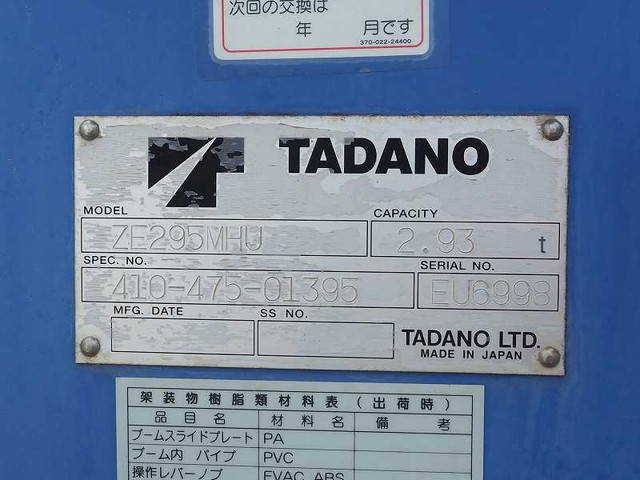 次回の交換は
年 月です
370-022-24400
TADANO
MODEL CAPACITY
ZE295MHU 2.93 t
SPEC. NO. SERIAL NO.
410-475-01395 EU6998
MFG. DATE SS NO.
TADANO LTD.
MADE IN JAPAN
架装物樹脂類材料表(出荷時)
品目名 材料名 備考
ブームスライドプレート PA
ブーム内 パイプ PVC
操作レバーノブ EVAC, ABS